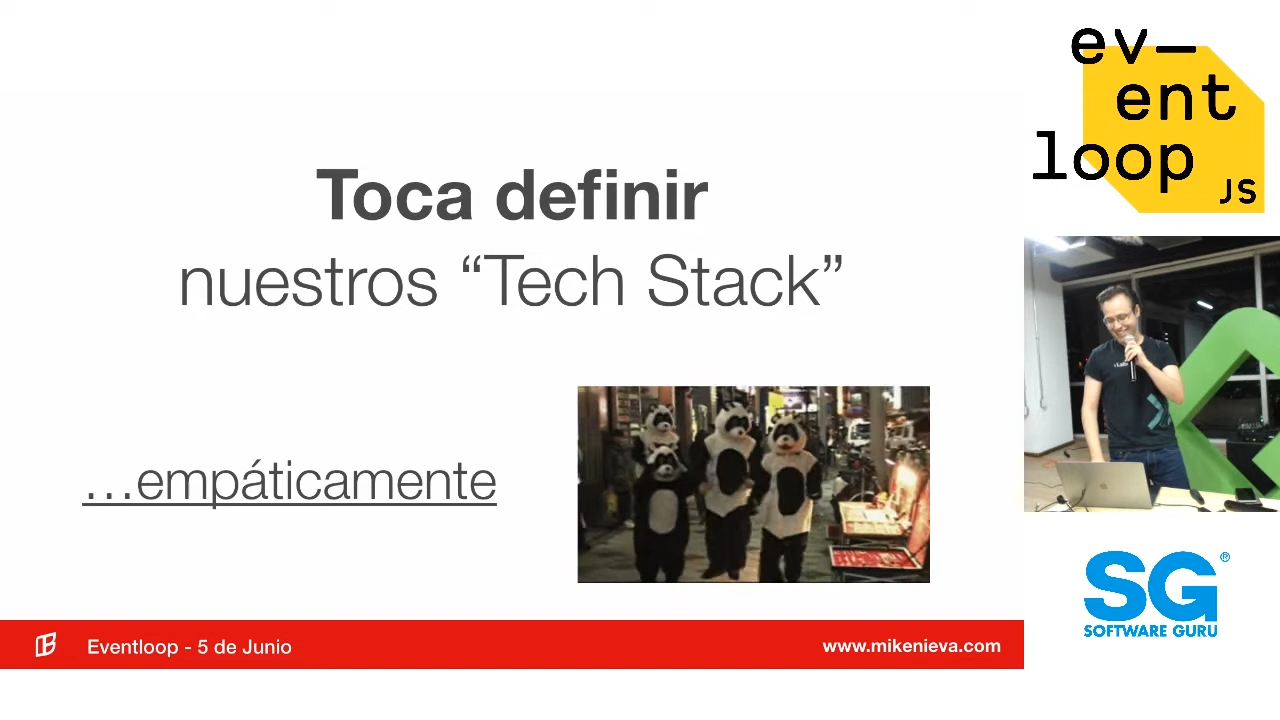 Toca definir
nuestros “Tech Stack”
…empáticamente
Eventloop - 5 de Junio
www.mikenieva.com
ev—
ent
loop
JS
SG®
SOFTWARE GURU